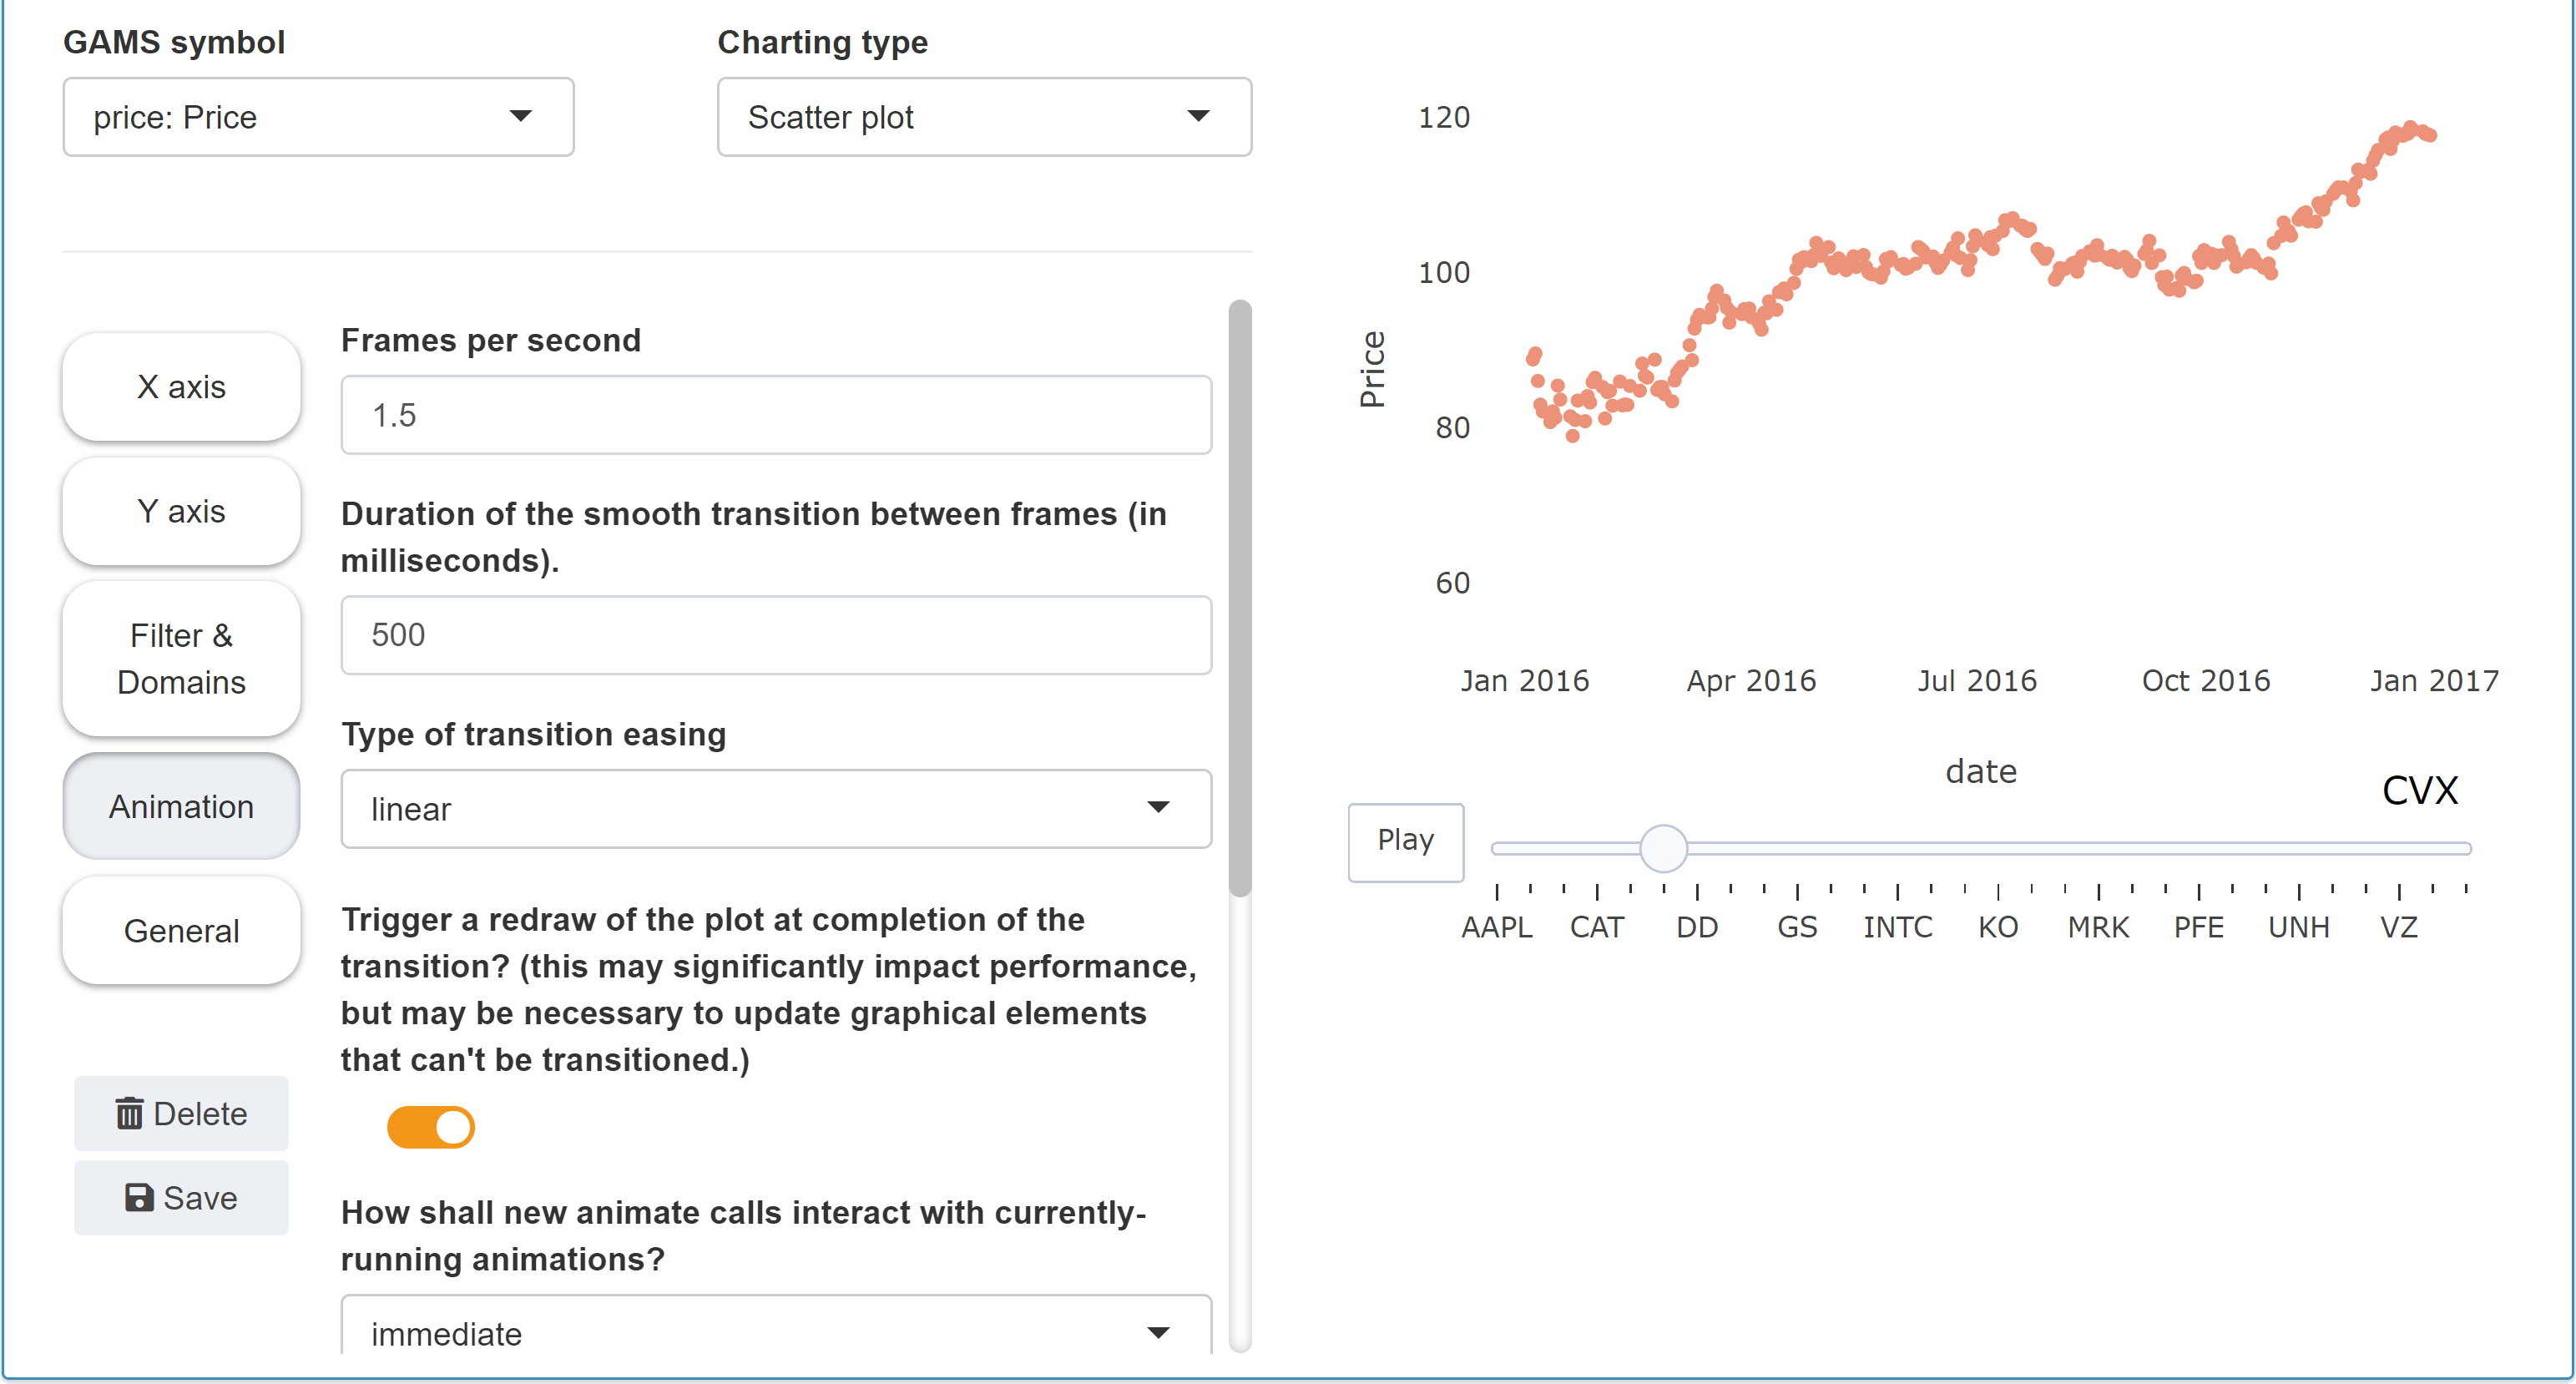 GAMS symbol
price: Price
Charting type
Scatter plot
X axis
Y axis
Filter &
Domains
Animation
General
Delete
Save
Frames per second
1.5
Duration of the smooth transition between frames (in
milliseconds).
500
Type of transition easing
linear
Trigger a redraw of the plot at completion of the
transition? (this may significantly impact performance,
but may be necessary to update graphical elements
that can't be transitioned.)
How shall new animate calls interact with currently-
running animations?
immediate
120
100
80
60
Price
Jan 2016 Apr 2016 Jul 2016 Oct 2016 Jan 2017
date
CVX
Play
AAPL CAT DD GS INTC KO MRK PFE UNH VZ